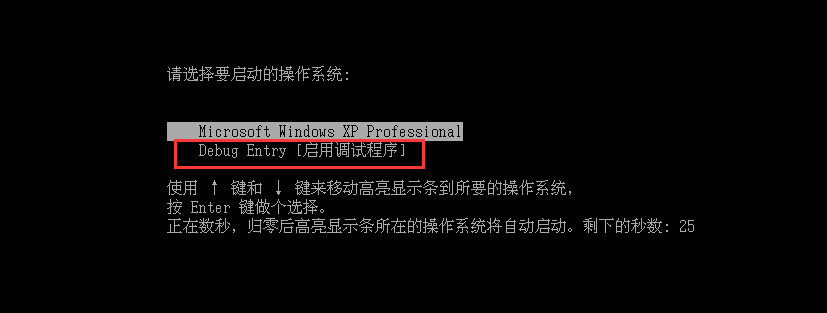 请选择要启动的操作系统:
Microsoft Windows XP Professional
Debug Entry [启用调试程序]
使用 ↑ 键和 ↓ 键来移动高亮显示条到所要的操作系统,
按 Enter 键做个选择。
正在数秒, 归零后高亮显示条所在的操作系统将自动启动。剩下的秒数: 25